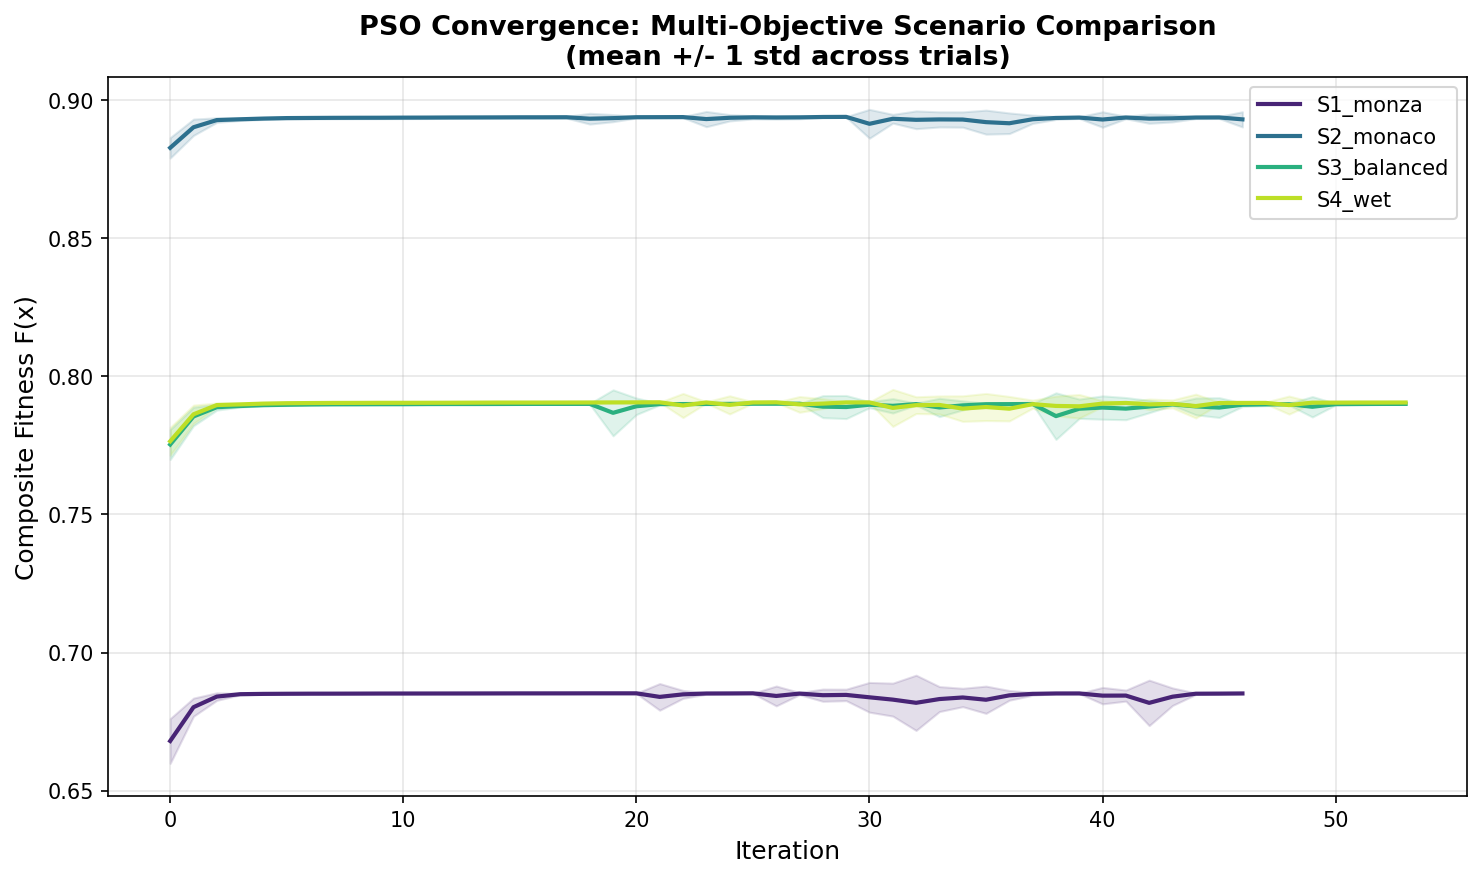 PSO Convergence: Multi-Objective Scenario Comparison
(mean +/- 1 std across trials)
Composite Fitness F(x)
0.90
0.85
0.80
0.75
0.70
0.65
S1_monza
S2_monaco
S3_balanced
S4_wet
0
10
20
30
40
50
Iteration